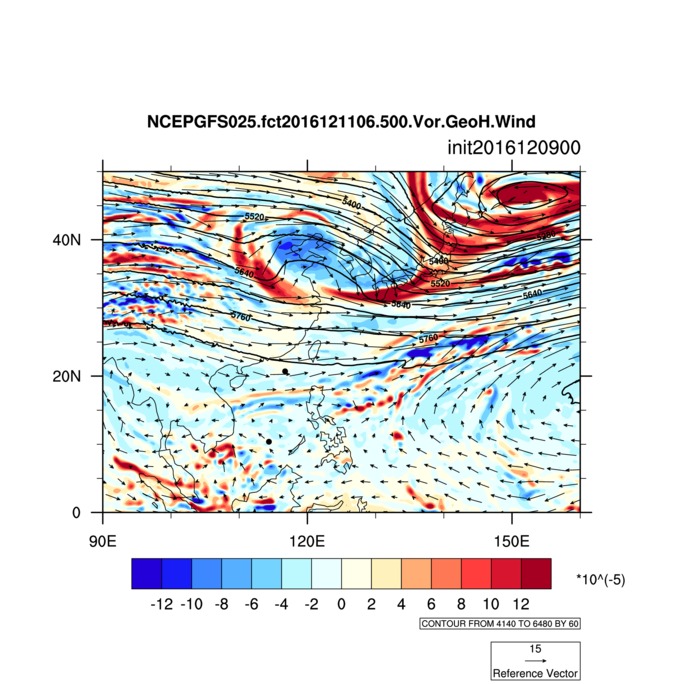 NCEPGFS025.fct2016121106.500.Vor.GeoH.Wind
init2016120900
5400
5520
40N
5280
5640
5400
5520
5640
5640
5760
5760
20N
0
90E 120E 150E
-12 -10 -8 -6 -4 -2 0 2 4 6 8 10 12 *10^(-5)
CONTOUR FROM 4140 TO 6480 BY 60
15
Reference Vector